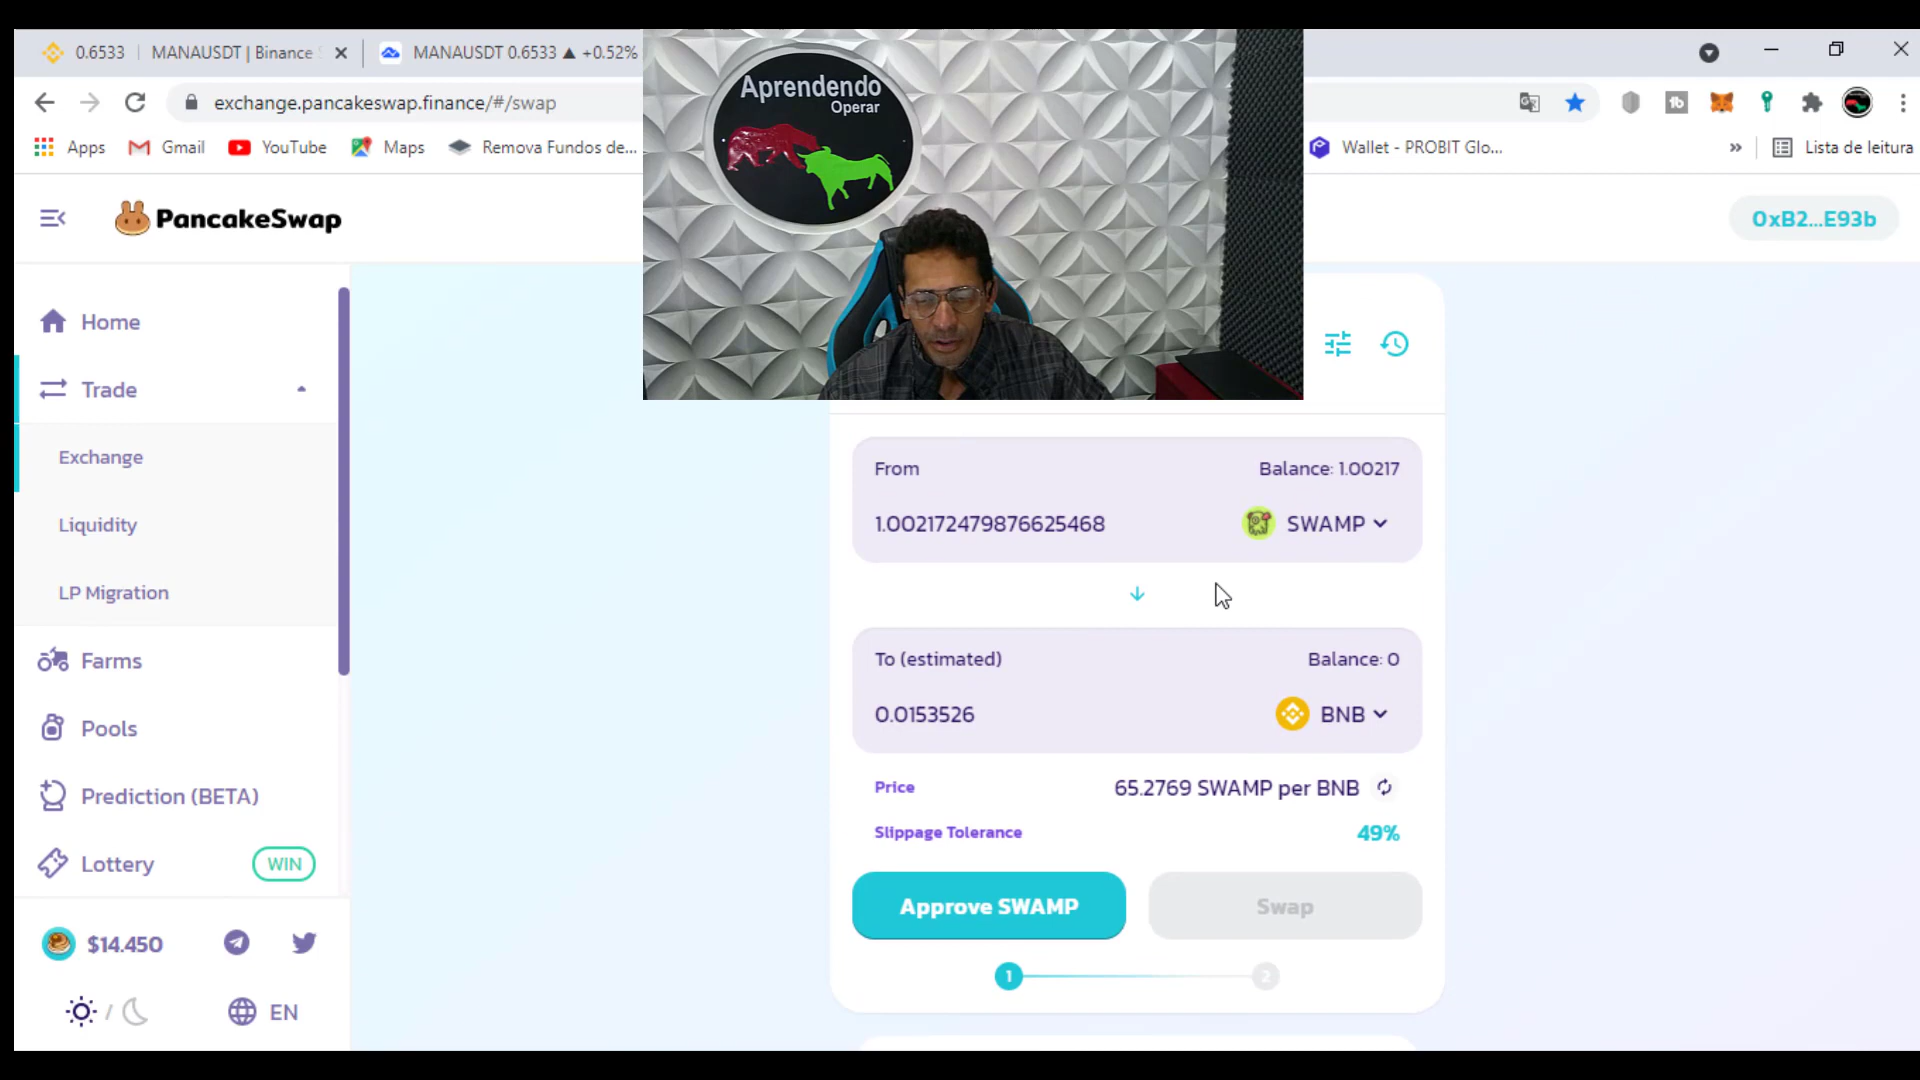 0.6533 | MANAUSDT | Binance S
MANAUSDT 0.6533 ▲ +0.52%
exchange.pancakeswap.finance/#/swap
Apps
Gmail
YouTube
Maps
Remova Fundos de...
Wallet - PROBIT Glo...
»
Lista de leitura
Aprendendo
Operar
PancakeSwap
0xB2...E93b
Home
Trade
Exchange
Liquidity
LP Migration
Farms
Pools
Prediction (BETA)
Lottery
WIN
$14.450
/
EN
From
Balance: 1.00217
1.002172479876625468
SWAMP
To (estimated)
Balance: 0
0.0153526
BNB
Price
65.2769 SWAMP per BNB
Slippage Tolerance
49%
Approve SWAMP
Swap
1
2